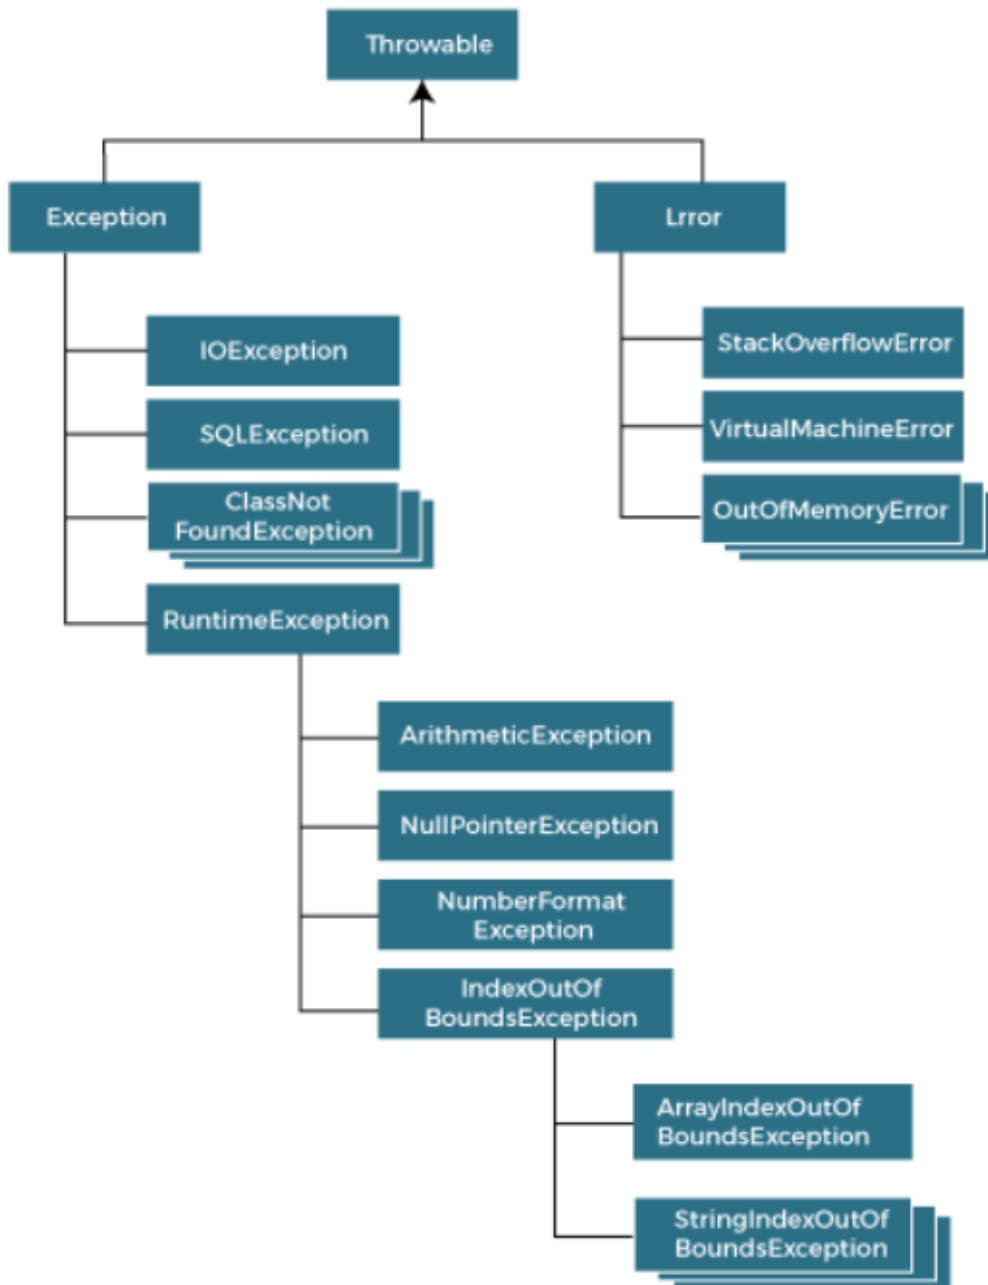 Throwable
Exception
Lrror
IOException
SQLException
ClassNot
FoundException
RuntimeException
StackOverflowError
VirtualMachineError
OutOfMemoryError
ArithmeticException
NullPointerException
NumberFormat
Exception
IndexOutOf
BoundsException
ArrayIndexOutOf
BoundsException
StringIndexOutOf
BoundsException